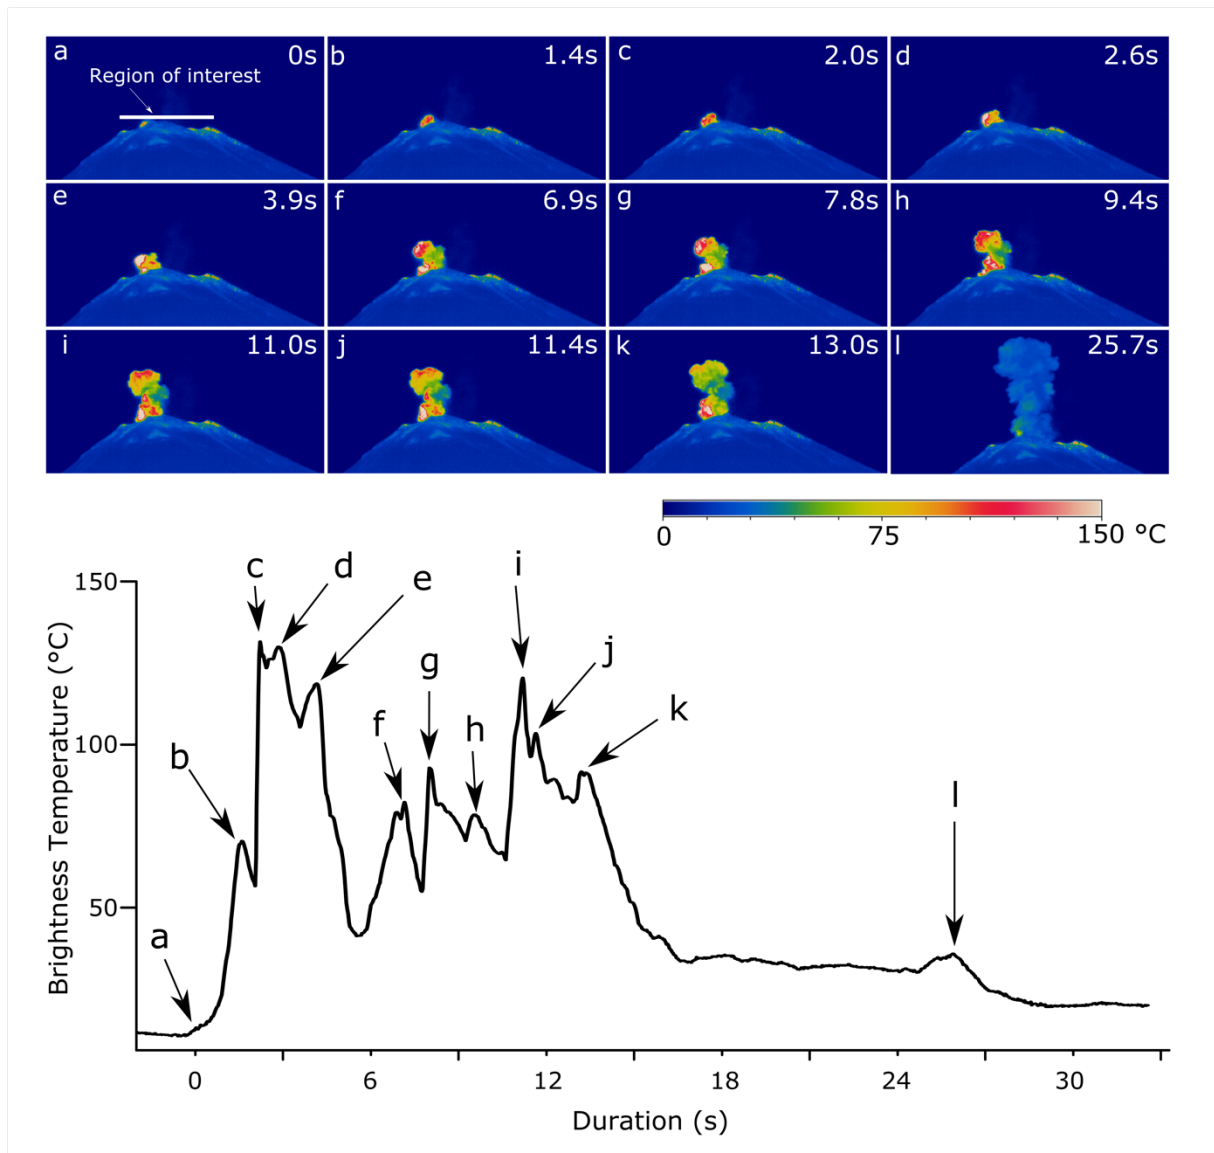 a 0s
Region of interest
b 1.4s
c 2.0s
d 2.6s
e 3.9s
f 6.9s
g 7.8s
h 9.4s
i 11.0s
j 11.4s
k 13.0s
l 25.7s
0 75 150 °C
Brightness Temperature (°C)
150
100
50
a
b
c
d
e
f
g
h
i
j
k
l
0 6 12 18 24 30
Duration (s)